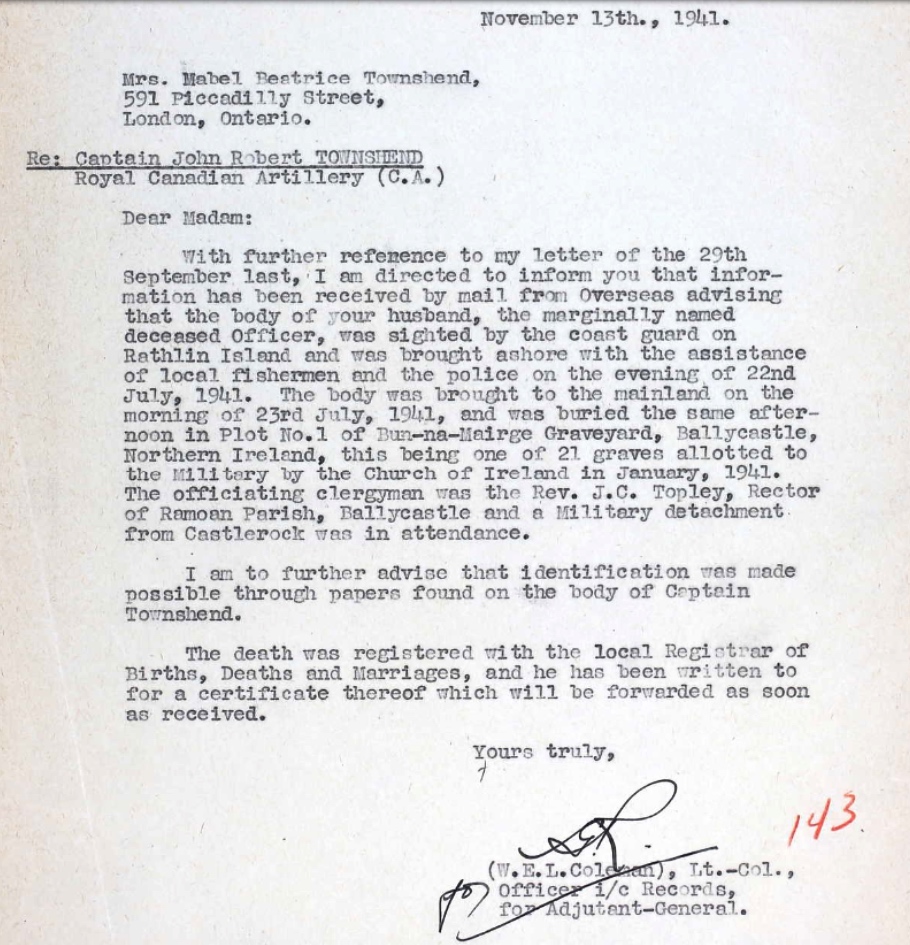 November 13th., 1941.
Mrs. Mabel Beatrice Townshend,
591 Piccadilly Street,
London, Ontario.
Re: Captain John Robert TOWNSHEND
Royal Canadian Artillery (C.A.)
Dear Madam:
With further reference to my letter of the 29th
September last, I am directed to inform you that infor-
mation has been received by mail from Overseas advising
that the body of your husband, the marginally named
deceased Officer, was sighted by the coast guard on
Rathlin Island and was brought ashore with the assistance
of local fishermen and the police on the evening of 22nd
July, 1941. The body was brought to the mainland on the
morning of 23rd July, 1941, and was buried the same after-
noon in Plot No.1 of Bun-na-Mairge Graveyard, Ballycastle,
Northern Ireland, this being one of 21 graves allotted to
the Military by the Church of Ireland in January, 1941.
The officiating clergyman was the Rev. J.C. Topley, Rector
of Ramoan Parish, Ballycastle and a Military detachment
from Castlerock was in attendance.
I am to further advise that identification was made
possible through papers found on the body of Captain
Townshend.
The death was registered with the local Registrar of
Births, Deaths and Marriages, and he has been written to
for a certificate thereof which will be forwarded as soon
as received.
Yours truly,
143
(W.E.L.Coleman), Lt.-Col.,
Officer i/c Records,
for Adjutant-General.